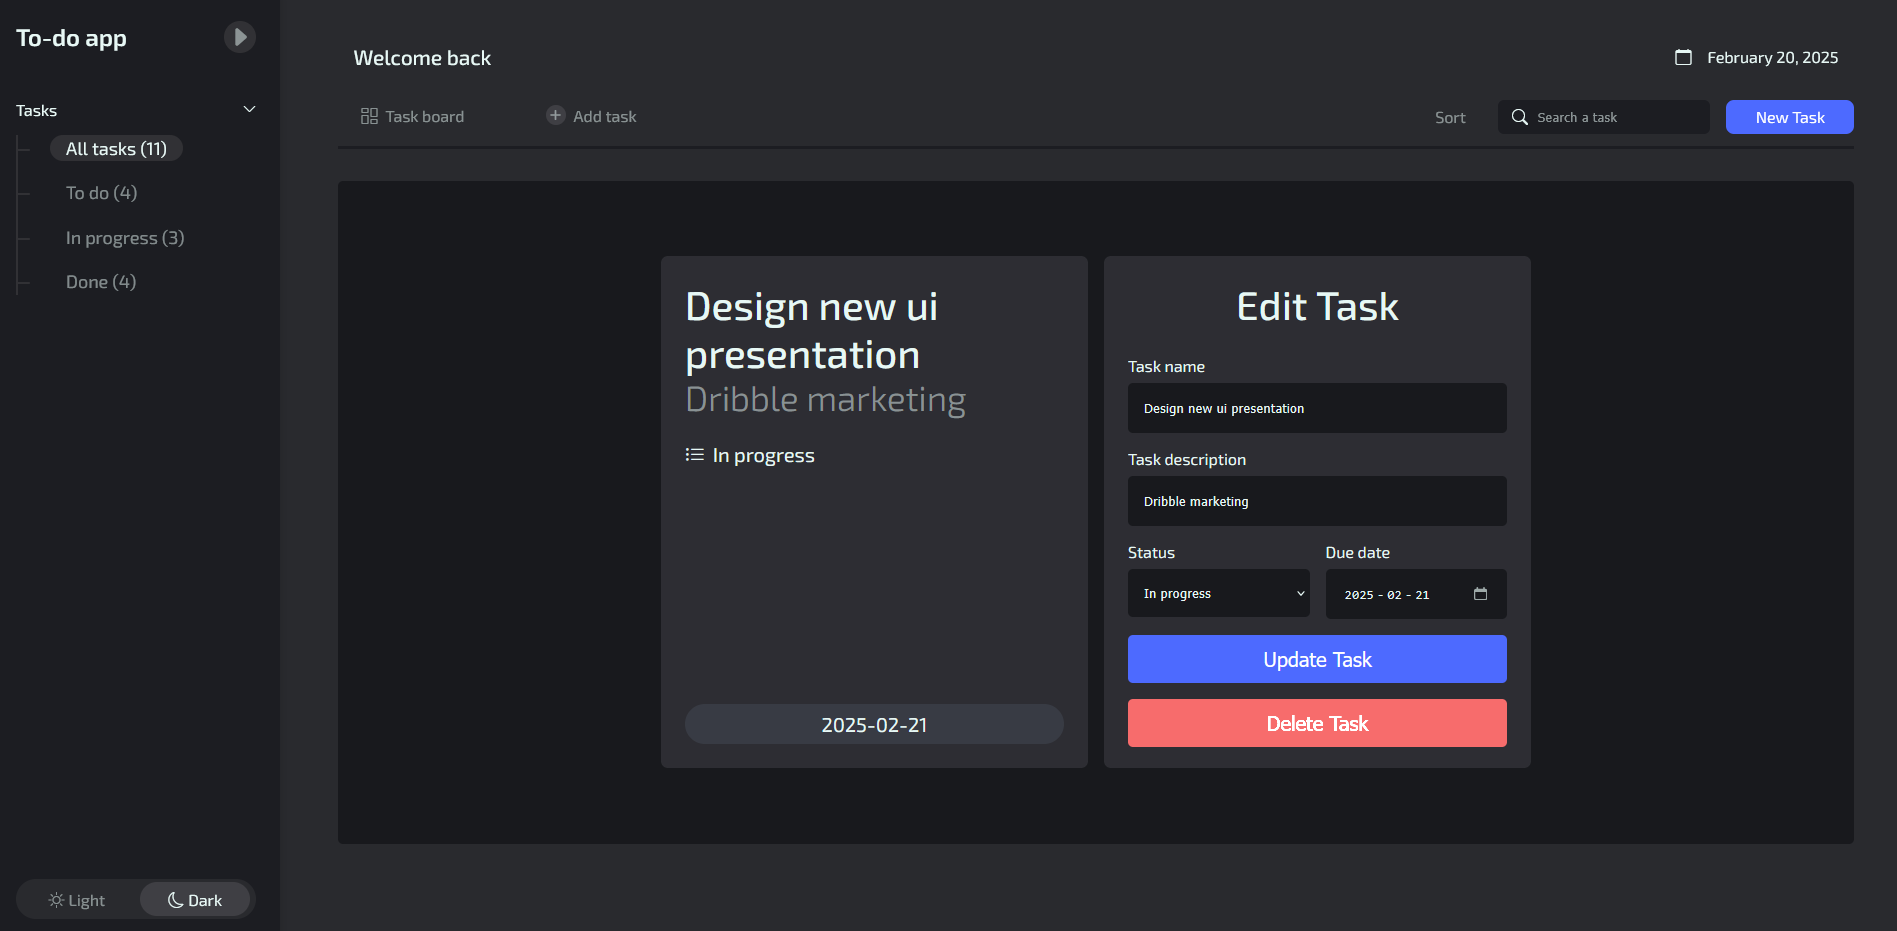 To-do app
Tasks
All tasks (11)
To do (4)
In progress (3)
Done (4)
Light
Dark
Welcome back
February 20, 2025
Task board
Add task
Sort
Search a task
New Task
Design new ui
presentation
Dribble marketing
In progress
2025-02-21
Edit Task
Task name
Design new ui presentation
Task description
Dribble marketing
Status
Due date
In progress
2025-02-21
Update Task
Delete Task